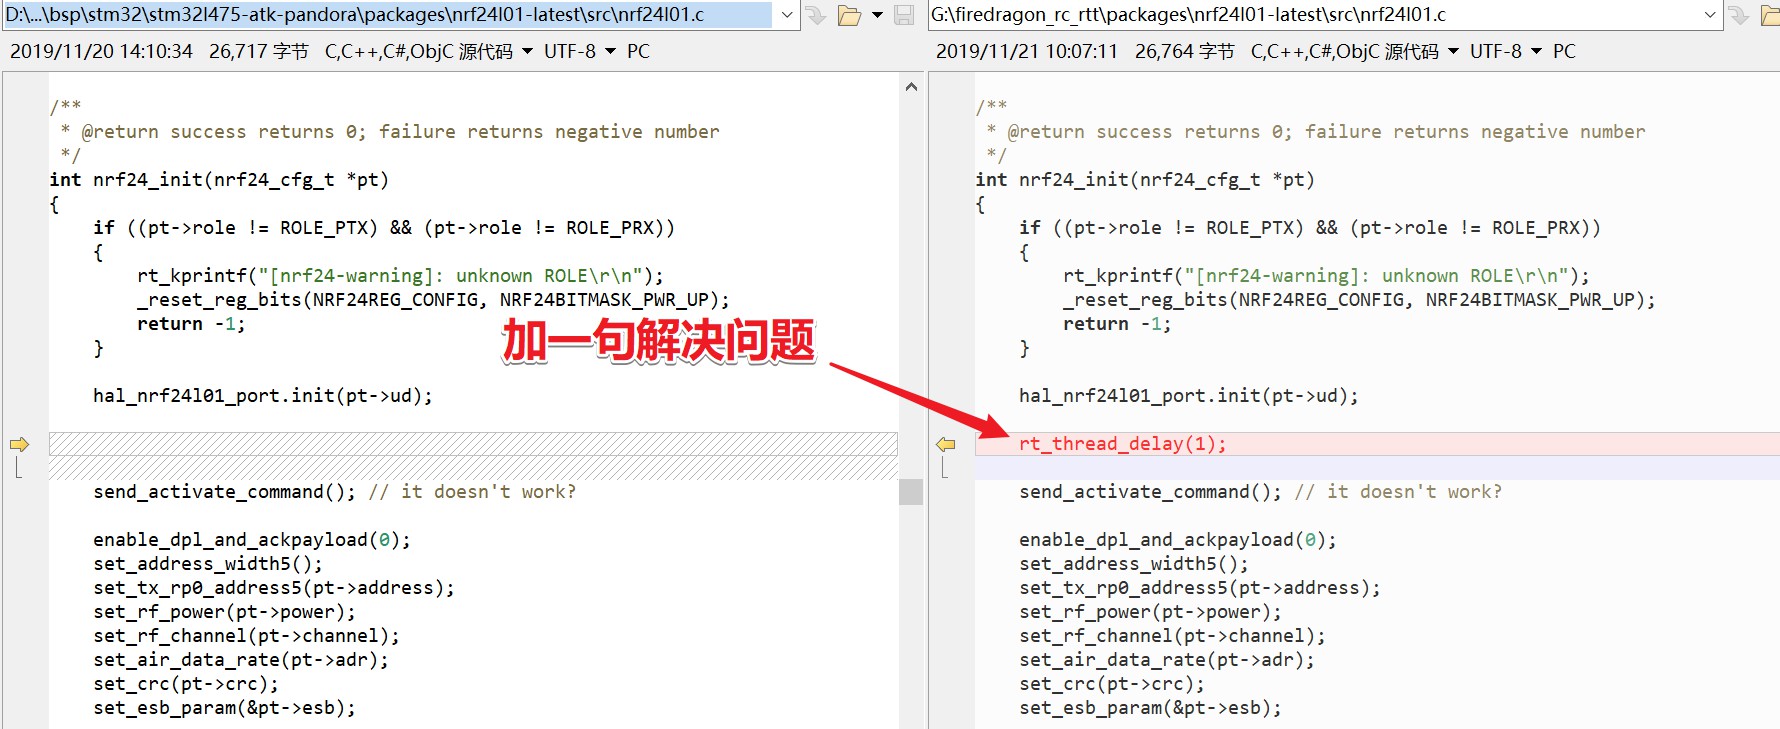 D:\...\bsp\stm32\stm32l475-atk-pandora\packages\nrf24l01-latest\src\nrf24l01.c
2019/11/20 14:10:34 26,717 字节 C,C++,C#,ObjC 源代码 UTF-8 PC
/**
 * @return success returns 0; failure returns negative number
 */
int nrf24_init(nrf24_cfg_t *pt)
{
    if ((pt->role != ROLE_PTX) && (pt->role != ROLE_PRX))
    {
        rt_kprintf("[nrf24-warning]: unknown ROLE\r\n");
        _reset_reg_bits(NRF24REG_CONFIG, NRF24BITMASK_PWR_UP);
        return -1;
    }
    hal_nrf24l01_port.init(pt->ud);
    send_activate_command(); // it doesn't work?
    enable_dpl_and_ackpayload(0);
    set_address_width5();
    set_tx_rp0_address5(pt->address);
    set_rf_power(pt->power);
    set_rf_channel(pt->channel);
    set_air_data_rate(pt->adr);
    set_crc(pt->crc);
    set_esb_param(&pt->esb);
加一句解决问题
G:\firedragon_rc_rtt\packages\nrf24l01-latest\src\nrf24l01.c
2019/11/21 10:07:11 26,764 字节 C,C++,C#,ObjC 源代码 UTF-8 PC
/**
 * @return success returns 0; failure returns negative number
 */
int nrf24_init(nrf24_cfg_t *pt)
{
    if ((pt->role != ROLE_PTX) && (pt->role != ROLE_PRX))
    {
        rt_kprintf("[nrf24-warning]: unknown ROLE\r\n");
        _reset_reg_bits(NRF24REG_CONFIG, NRF24BITMASK_PWR_UP);
        return -1;
    }
    hal_nrf24l01_port.init(pt->ud);
    rt_thread_delay(1);
    send_activate_command(); // it doesn't work?
    enable_dpl_and_ackpayload(0);
    set_address_width5();
    set_tx_rp0_address5(pt->address);
    set_rf_power(pt->power);
    set_rf_channel(pt->channel);
    set_air_data_rate(pt->adr);
    set_crc(pt->crc);
    set_esb_param(&pt->esb);